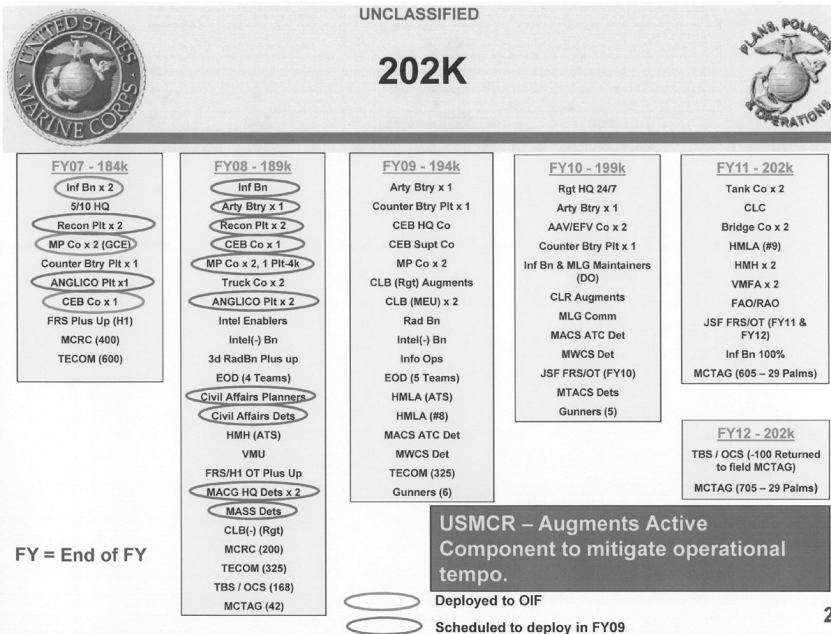 UNCLASSIFIED
202K
UNITED STATES
MARINE CORPS
PLANS, POLICIES
& OPERATIONS
FY07 - 184k
Inf Bn x 2
5/10 HQ
Recon Plt x 2
MP Co x 2 (GCE)
Counter Btry Plt x 1
ANGLICO Plt x1
CEB Co x 1
FRS Plus Up (H1)
MCRC (400)
TECOM (600)
FY08 - 189k
Inf Bn
Arty Btry x 1
Recon Plt x 2
CEB Co x 1
MP Co x 2, 1 Plt-4k
Truck Co x 2
ANGLICO Plt x 2
Intel Enablers
Intel(-) Bn
3d RadBn Plus up
EOD (4 Teams)
Civil Affairs Planners
Civil Affairs Dets
HMH (ATS)
VMU
FRS/H1 OT Plus Up
MACG HQ Dets x 2
MASS Dets
CLB(-) (Rgt)
MCRC (200)
TECOM (325)
TBS / OCS (168)
MCTAG (42)
FY09 - 194k
Arty Btry x 1
Counter Btry Plt x 1
CEB HQ Co
CEB Supt Co
MP Co x 2
CLB (Rgt) Augments
CLB (MEU) x 2
Rad Bn
Intel(-) Bn
Info Ops
EOD (5 Teams)
HMLA (ATS)
HMLA (#8)
MACS ATC Det
MWCS Det
TECOM (325)
Gunners (6)
FY10 - 199k
Rgt HQ 24/7
Arty Btry x 1
AAV/EFV Co x 2
Counter Btry Plt x 1
Inf Bn & MLG Maintainers
(DO)
CLR Augments
MLG Comm
MACS ATC Det
MWCS Det
JSF FRS/OT (FY10)
MTACS Dets
Gunners (5)
FY11 - 202k
Tank Co x 2
CLC
Bridge Co x 2
HMLA (#9)
HMH x 2
VMFA x 2
FAO/RAO
JSF FRS/OT (FY11 &
FY12)
Inf Bn 100%
MCTAG (605 – 29 Palms)
FY12 - 202k
TBS / OCS (-100 Returned
to field MCTAG)
MCTAG (705 – 29 Palms)
USMCR – Augments Active
Component to mitigate operational
tempo.
FY = End of FY
Deployed to OIF
Scheduled to deploy in FY09
2